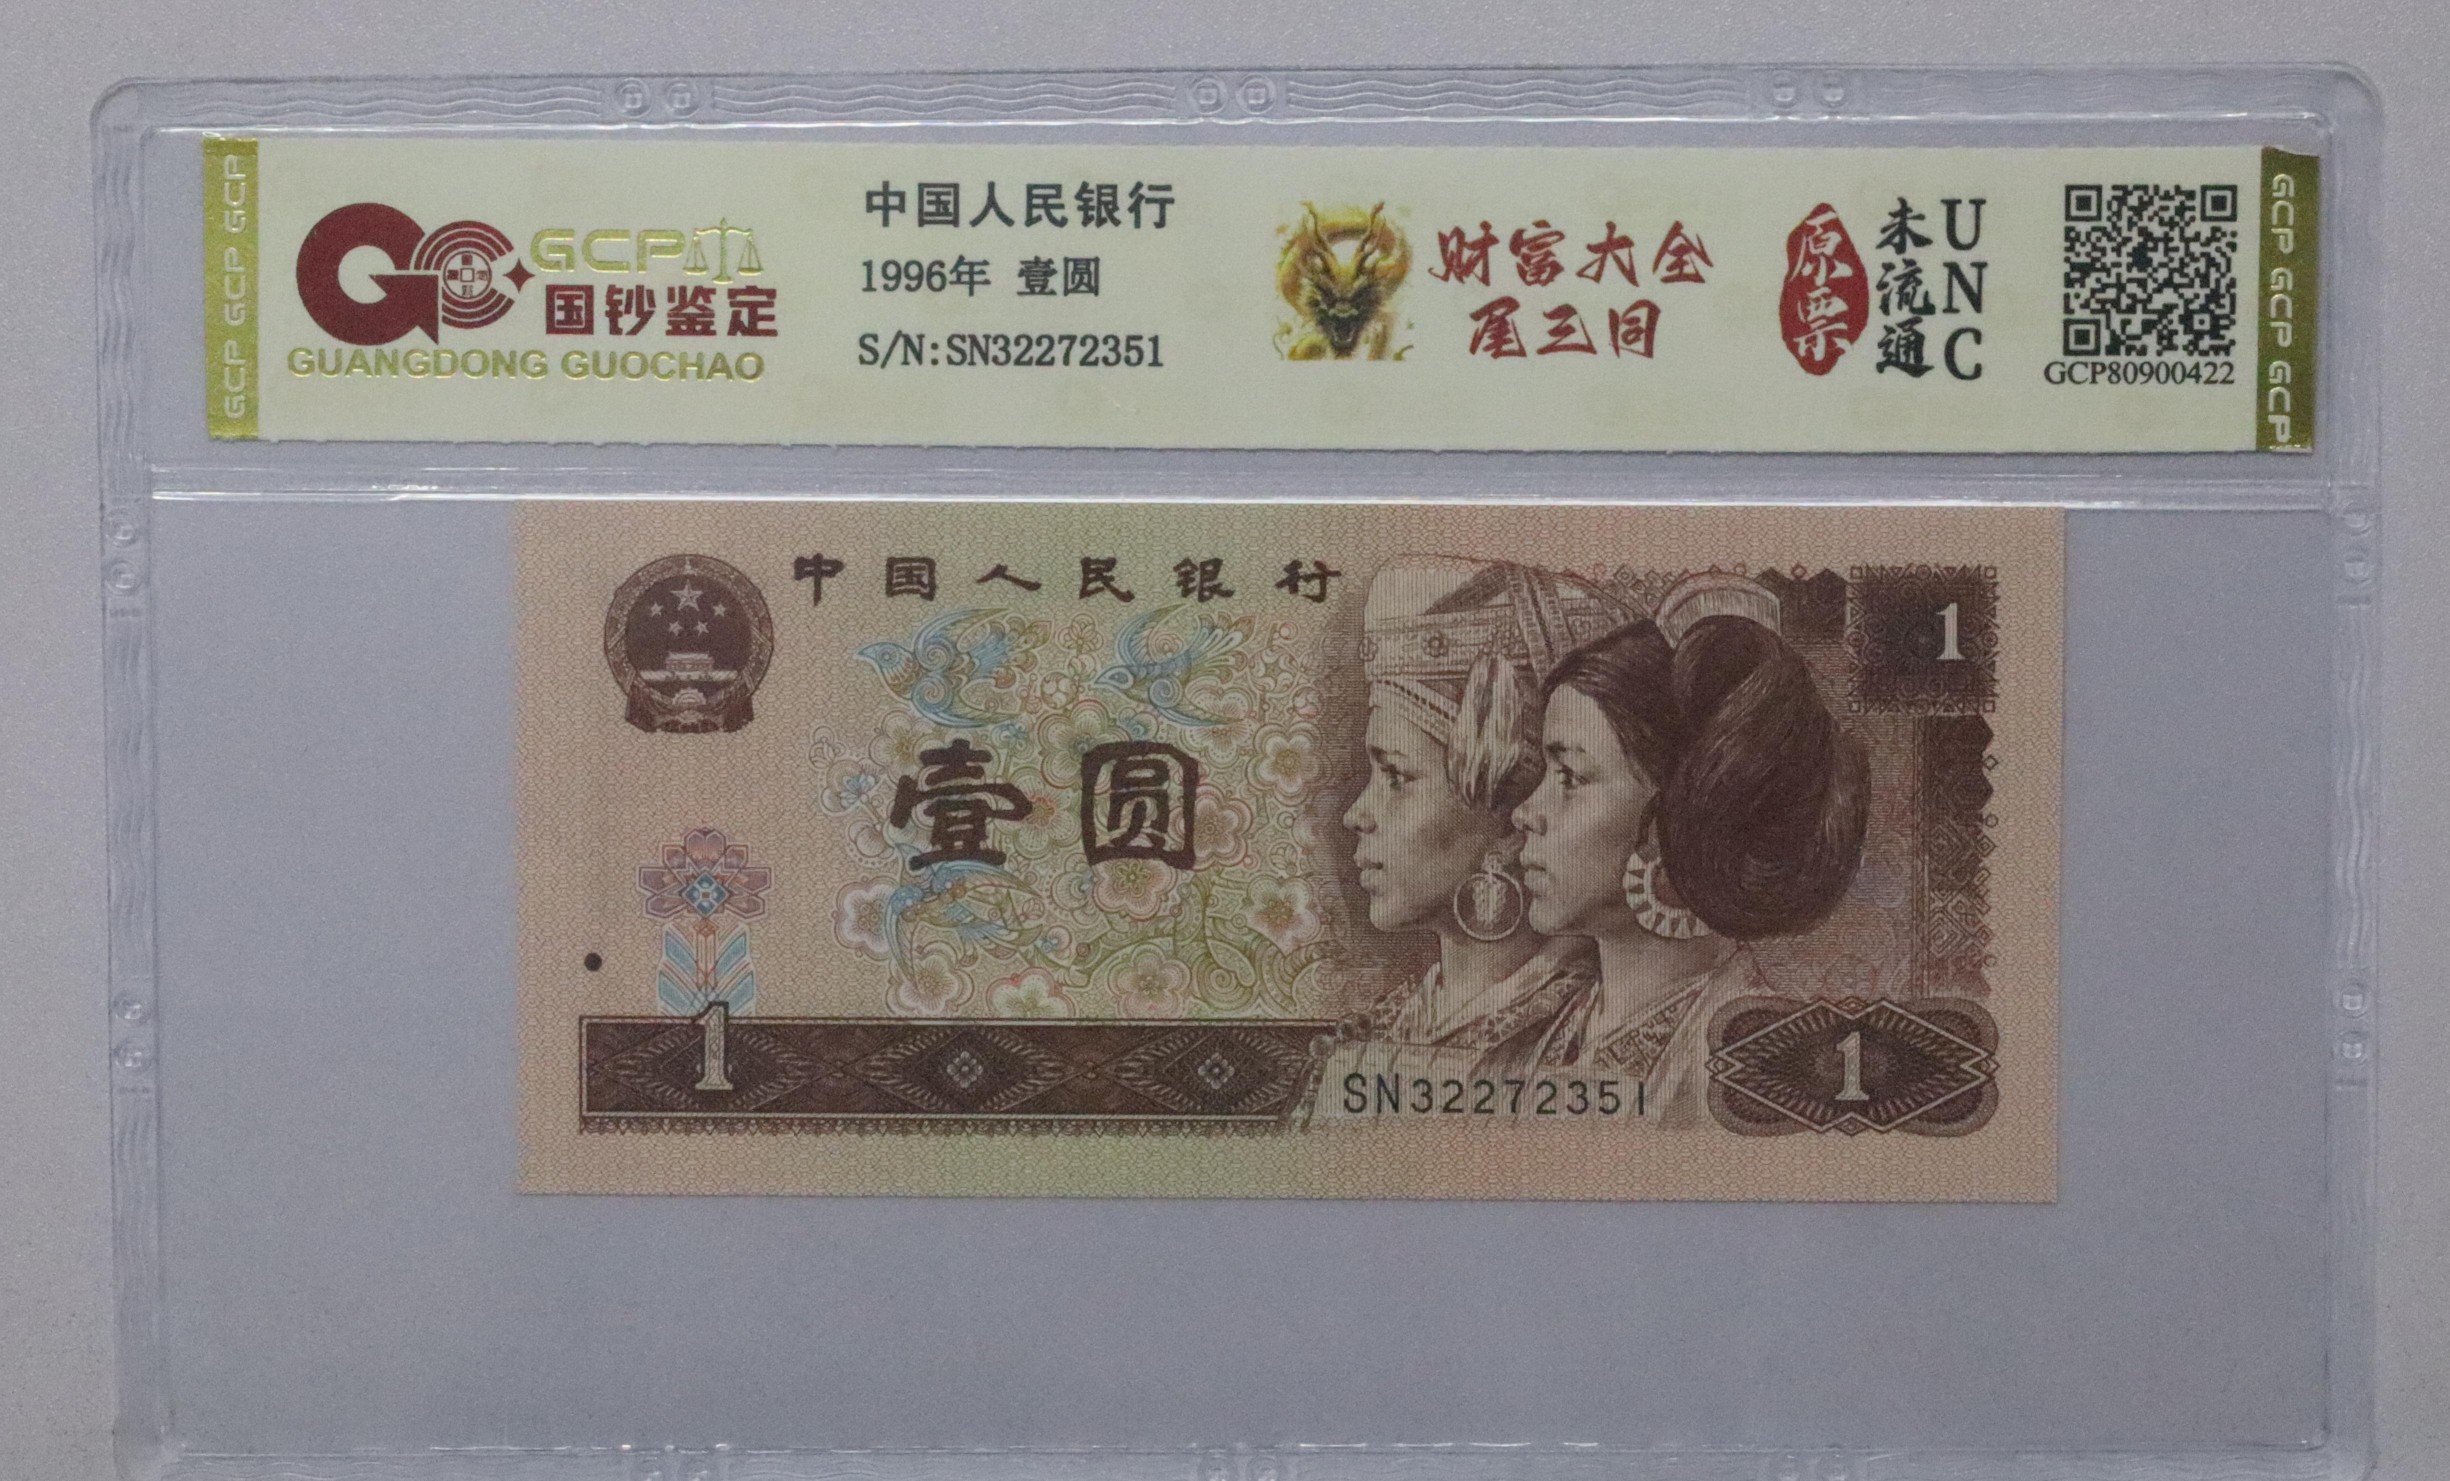 GCP GCP GCP
GCP
国钞鉴定
GUANGDONG GUOCHAO
中国人民银行
1996年 壹圆
S/N:SN32272351
财富大全
尾三同
原票
未流通
UNC
GCP80900422
GCP GCP GCP
中国人民银行
1
壹圆
1
SN32272351
1